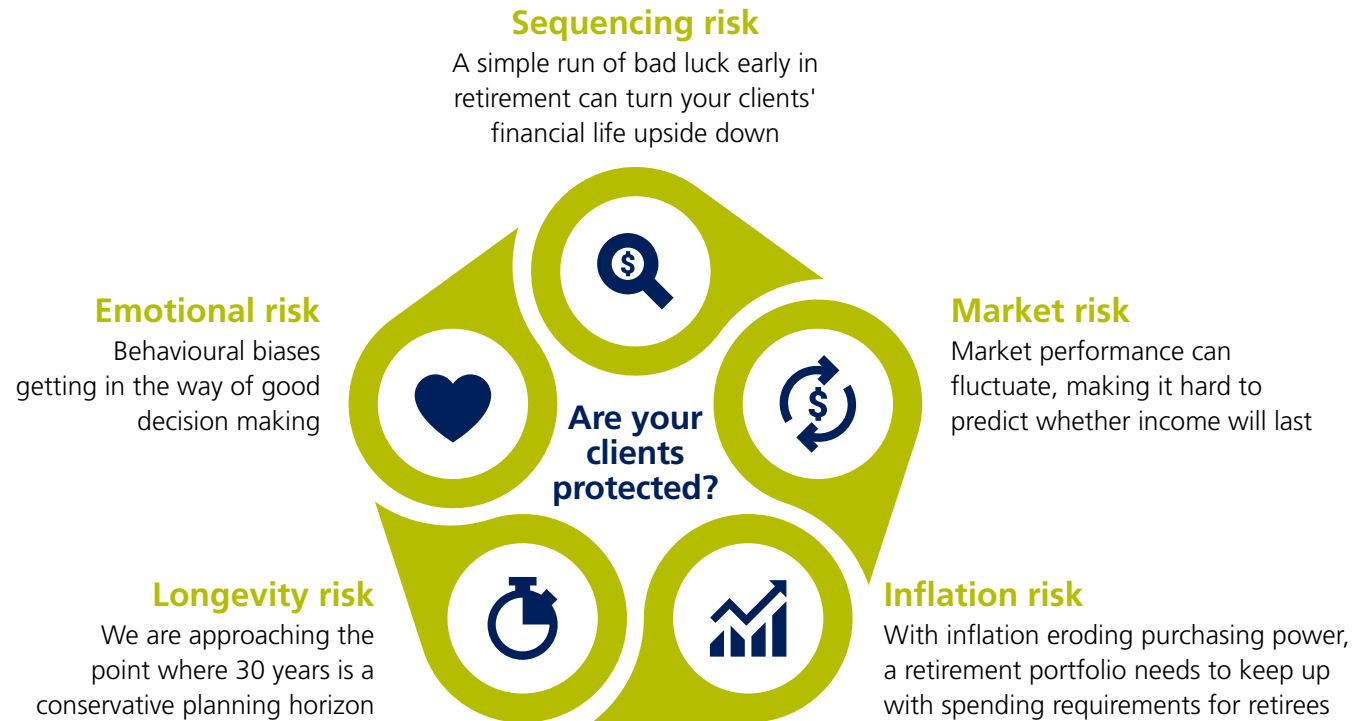 Sequencing risk
A simple run of bad luck early in
retirement can turn your clients'
financial life upside down
$
Emotional risk
Behavioural biases
getting in the way of good
decision making
Market risk
Market performance can
fluctuate, making it hard to
predict whether income will last
$
Are your
clients
protected?
Longevity risk
We are approaching the
point where 30 years is a
conservative planning horizon
Inflation risk
With inflation eroding purchasing power,
a retirement portfolio needs to keep up
with spending requirements for retirees